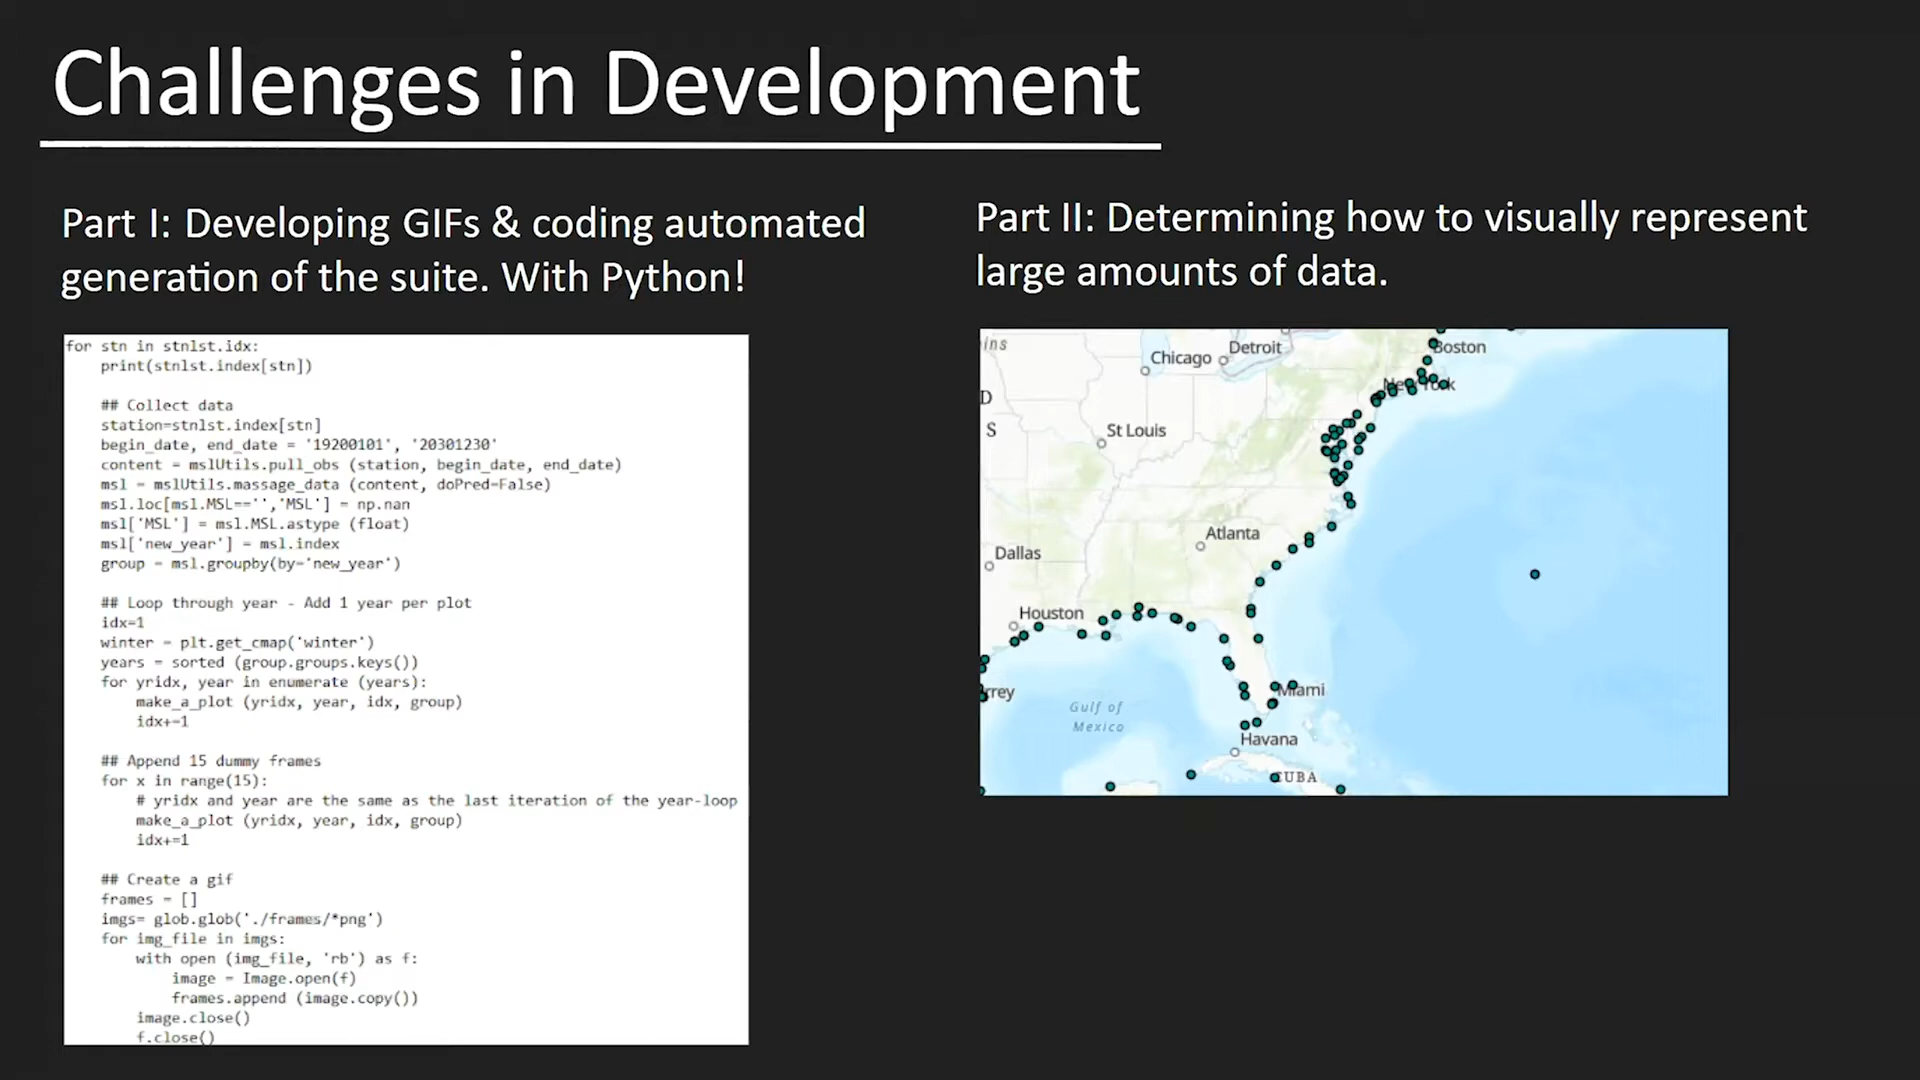 Challenges in Development
Part I: Developing GIFs & coding automated
generation of the suite. With Python!
for stn in stnlst.idx:
print(stnlst.index[stn])
## Collect data
station=stnlst.index[stn]
begin_date, end_date = '19200101', '20301230'
content = mslUtils.pull_obs (station, begin_date, end_date)
msl = mslUtils.massage_data (content, doPred=False)
msl.loc[msl.MSL=='','MSL'] = np.nan
msl['MSL'] = msl.MSL.astype (float)
msl['new_year'] = msl.index
group = msl.groupby(by='new_year')
## Loop through year - Add 1 year per plot
idx=1
winter = plt.get_cmap('winter')
years = sorted (group.groups.keys())
for yridx, year in enumerate (years):
make_a_plot (yridx, year, idx, group)
idx+=1
## Append 15 dummy frames
for x in range(15):
# yridx and year are the same as the last iteration of the year-loop
make_a_plot (yridx, year, idx, group)
idx+=1
## Create a gif
frames = []
imgs= glob.glob('./frames/*png')
for img_file in imgs:
with open (img_file, 'rb') as f:
image = Image.open(f)
frames.append (image.copy())
image.close()
f.close()
Part II: Determining how to visually represent
large amounts of data.
ins
Chicago
Detroit
Boston
New York
D
S
St Louis
Atlanta
Dallas
Houston
rrey
Miami
Gulf of
Mexico
Havana
CUBA